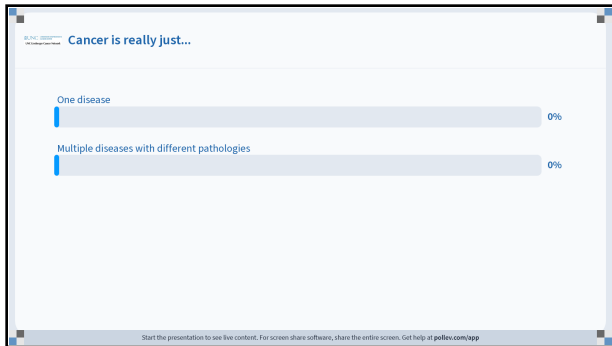 Cancer is really just...
One disease
0%
Multiple diseases with different pathologies
0%
Start the presentation to see live content. For screen share software, share the entire screen. Get help at pollev.com/app